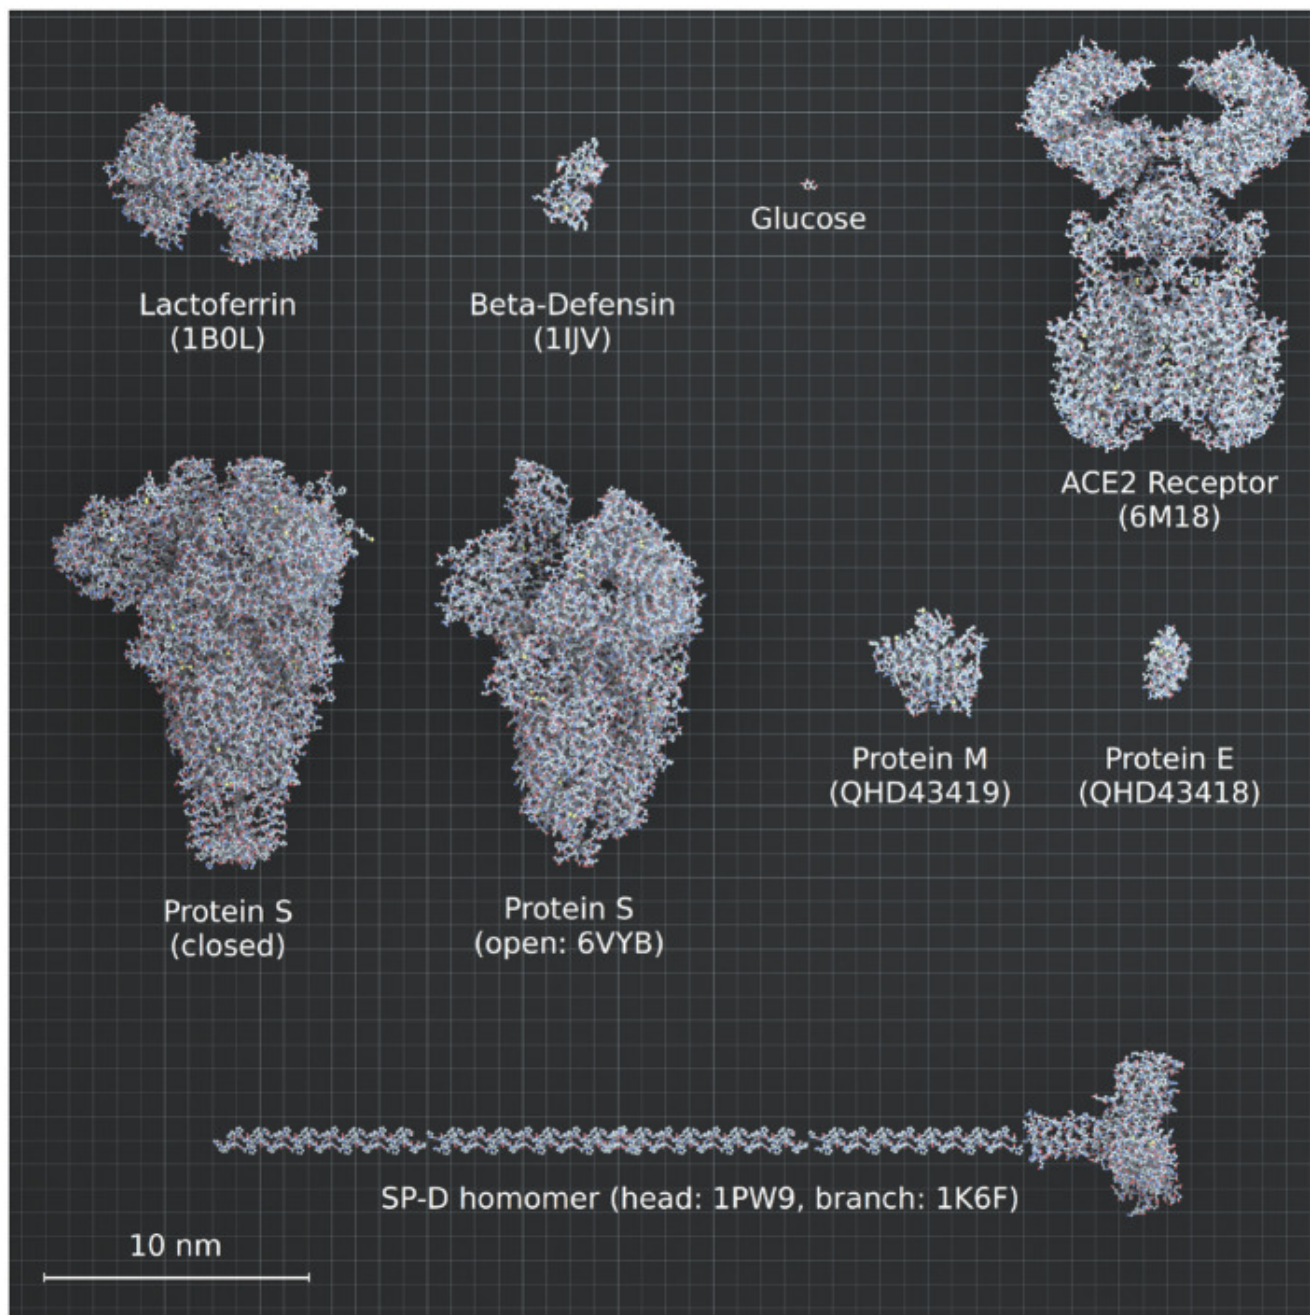 Lactoferrin
(1B0L)
Beta-Defensin
(1IJV)
Glucose
ACE2 Receptor
(6M18)
Protein S
(closed)
Protein S
(open: 6VYB)
Protein M
(QHD43419)
Protein E
(QHD43418)
SP-D homomer (head: 1PW9, branch: 1K6F)
10 nm